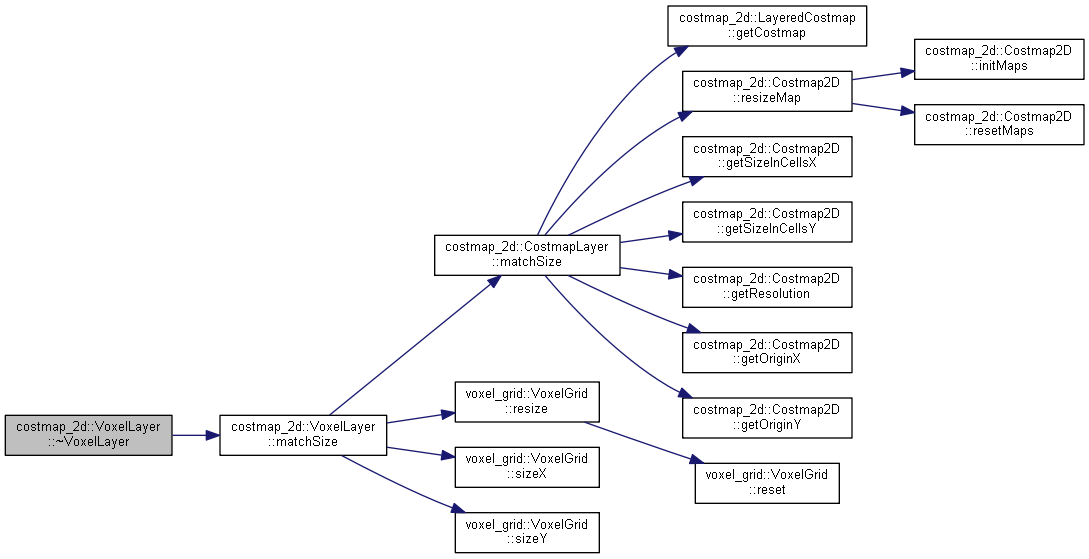 costmap_2d::LayeredCostmap
::getCostmap
costmap_2d::Costmap2D
::initMaps
costmap_2d::Costmap2D
::resizeMap
costmap_2d::Costmap2D
::resetMaps
costmap_2d::Costmap2D
::getSizeInCellsX
costmap_2d::Costmap2D
::getSizeInCellsY
costmap_2d::CostmapLayer
::matchSize
costmap_2d::Costmap2D
::getResolution
costmap_2d::Costmap2D
::getOriginX
voxel_grid::VoxelGrid
::resize
costmap_2d::Costmap2D
::getOriginY
costmap_2d::VoxelLayer
::~VoxelLayer
costmap_2d::VoxelLayer
::matchSize
voxel_grid::VoxelGrid
::sizeX
voxel_grid::VoxelGrid
::reset
voxel_grid::VoxelGrid
::sizeY